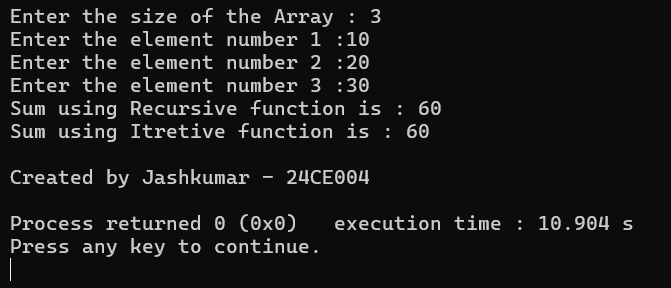 Enter the size of the Array : 3
Enter the element number 1 :10
Enter the element number 2 :20
Enter the element number 3 :30
Sum using Recursive function is : 60
Sum using Itretive function is : 60
Created by Jashkumar - 24CE004
Process returned 0 (0x0)   execution time : 10.904 s
Press any key to continue.